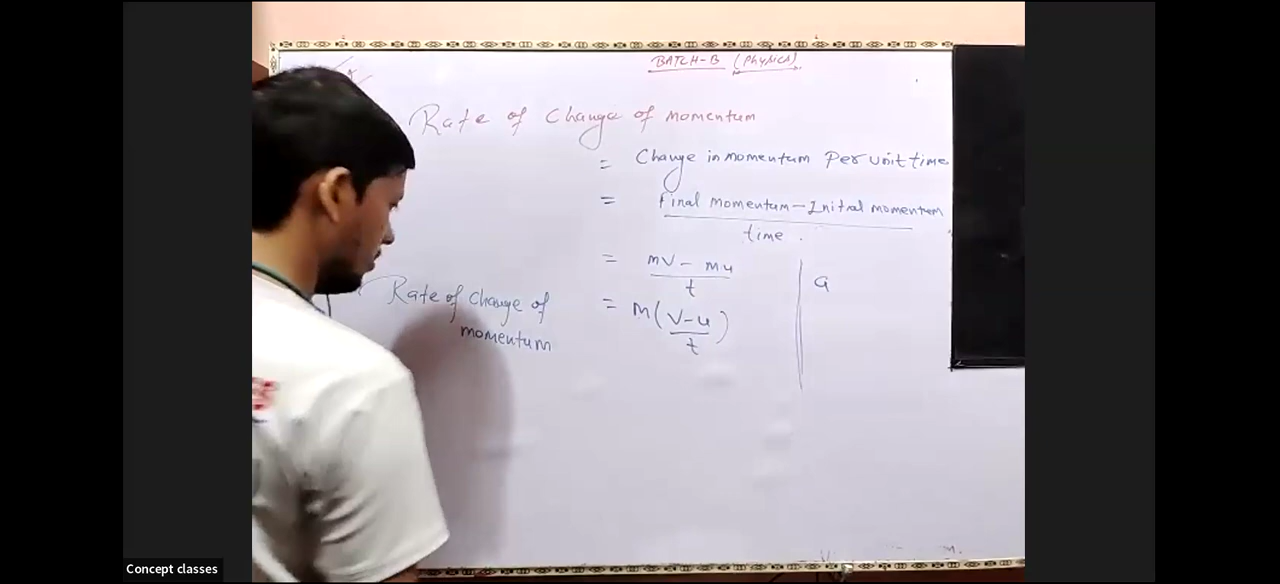 BATCH-B (Physics)
Rate of Change of momentum
= Change in momentum Per unit time
= Final momentum - Initial momentum
time.
= mv - mu
t
a
Rate of Change of
momentum
= m(v-u)
t
Concept classes